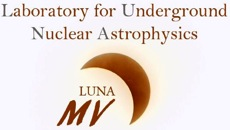 Laboratory for Underground
Nuclear Astrophysics
LUNA
MV